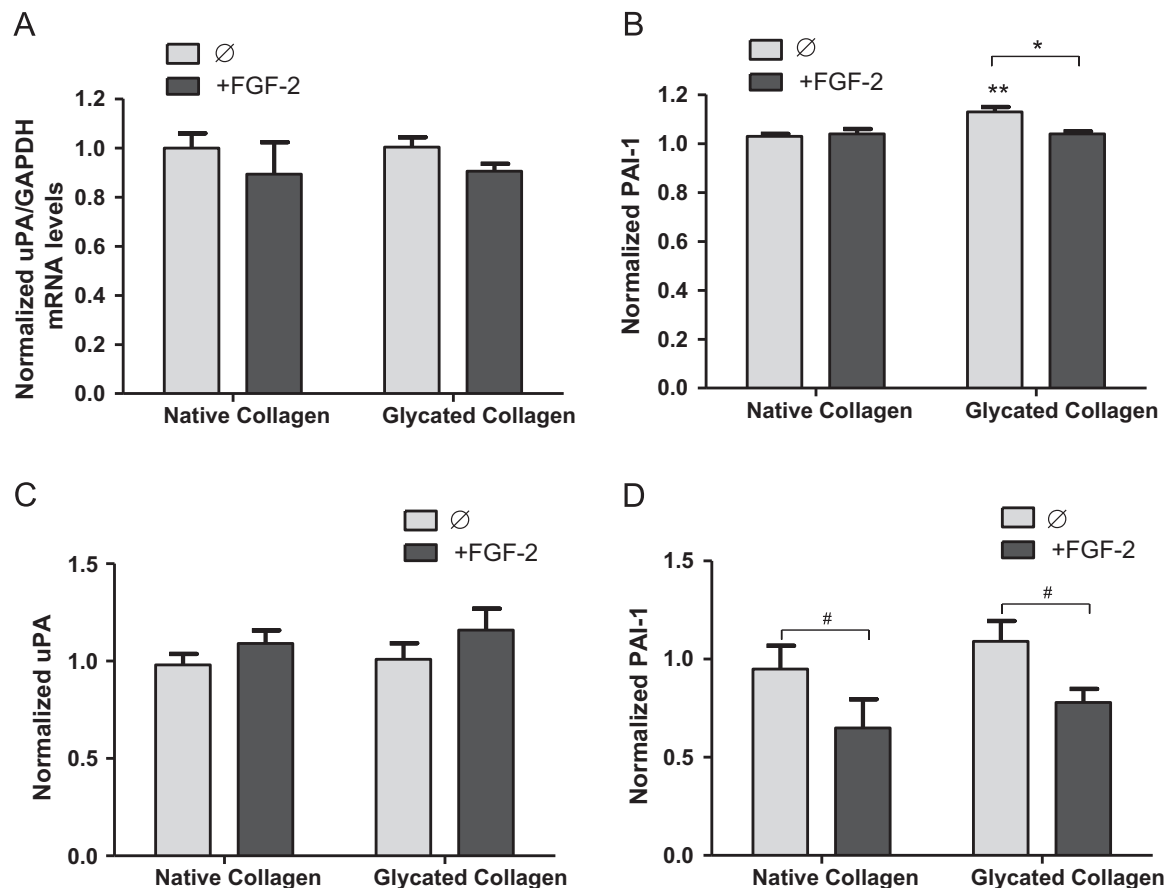 A
∅
+FGF-2
Normalized uPA/GAPDH
mRNA levels
1.2
1.0
0.8
0.6
0.4
0.2
0.0
Native Collagen
Glycated Collagen
B
∅
+FGF-2
*
**
Normalized PAI-1
1.2
1.0
0.8
0.6
0.4
0.2
0.0
Native Collagen
Glycated Collagen
C
∅
+FGF-2
Normalized uPA
1.5
1.0
0.5
0.0
Native Collagen
Glycated Collagen
D
∅
+FGF-2
#
#
Normalized PAI-1
1.5
1.0
0.5
0.0
Native Collagen
Glycated Collagen